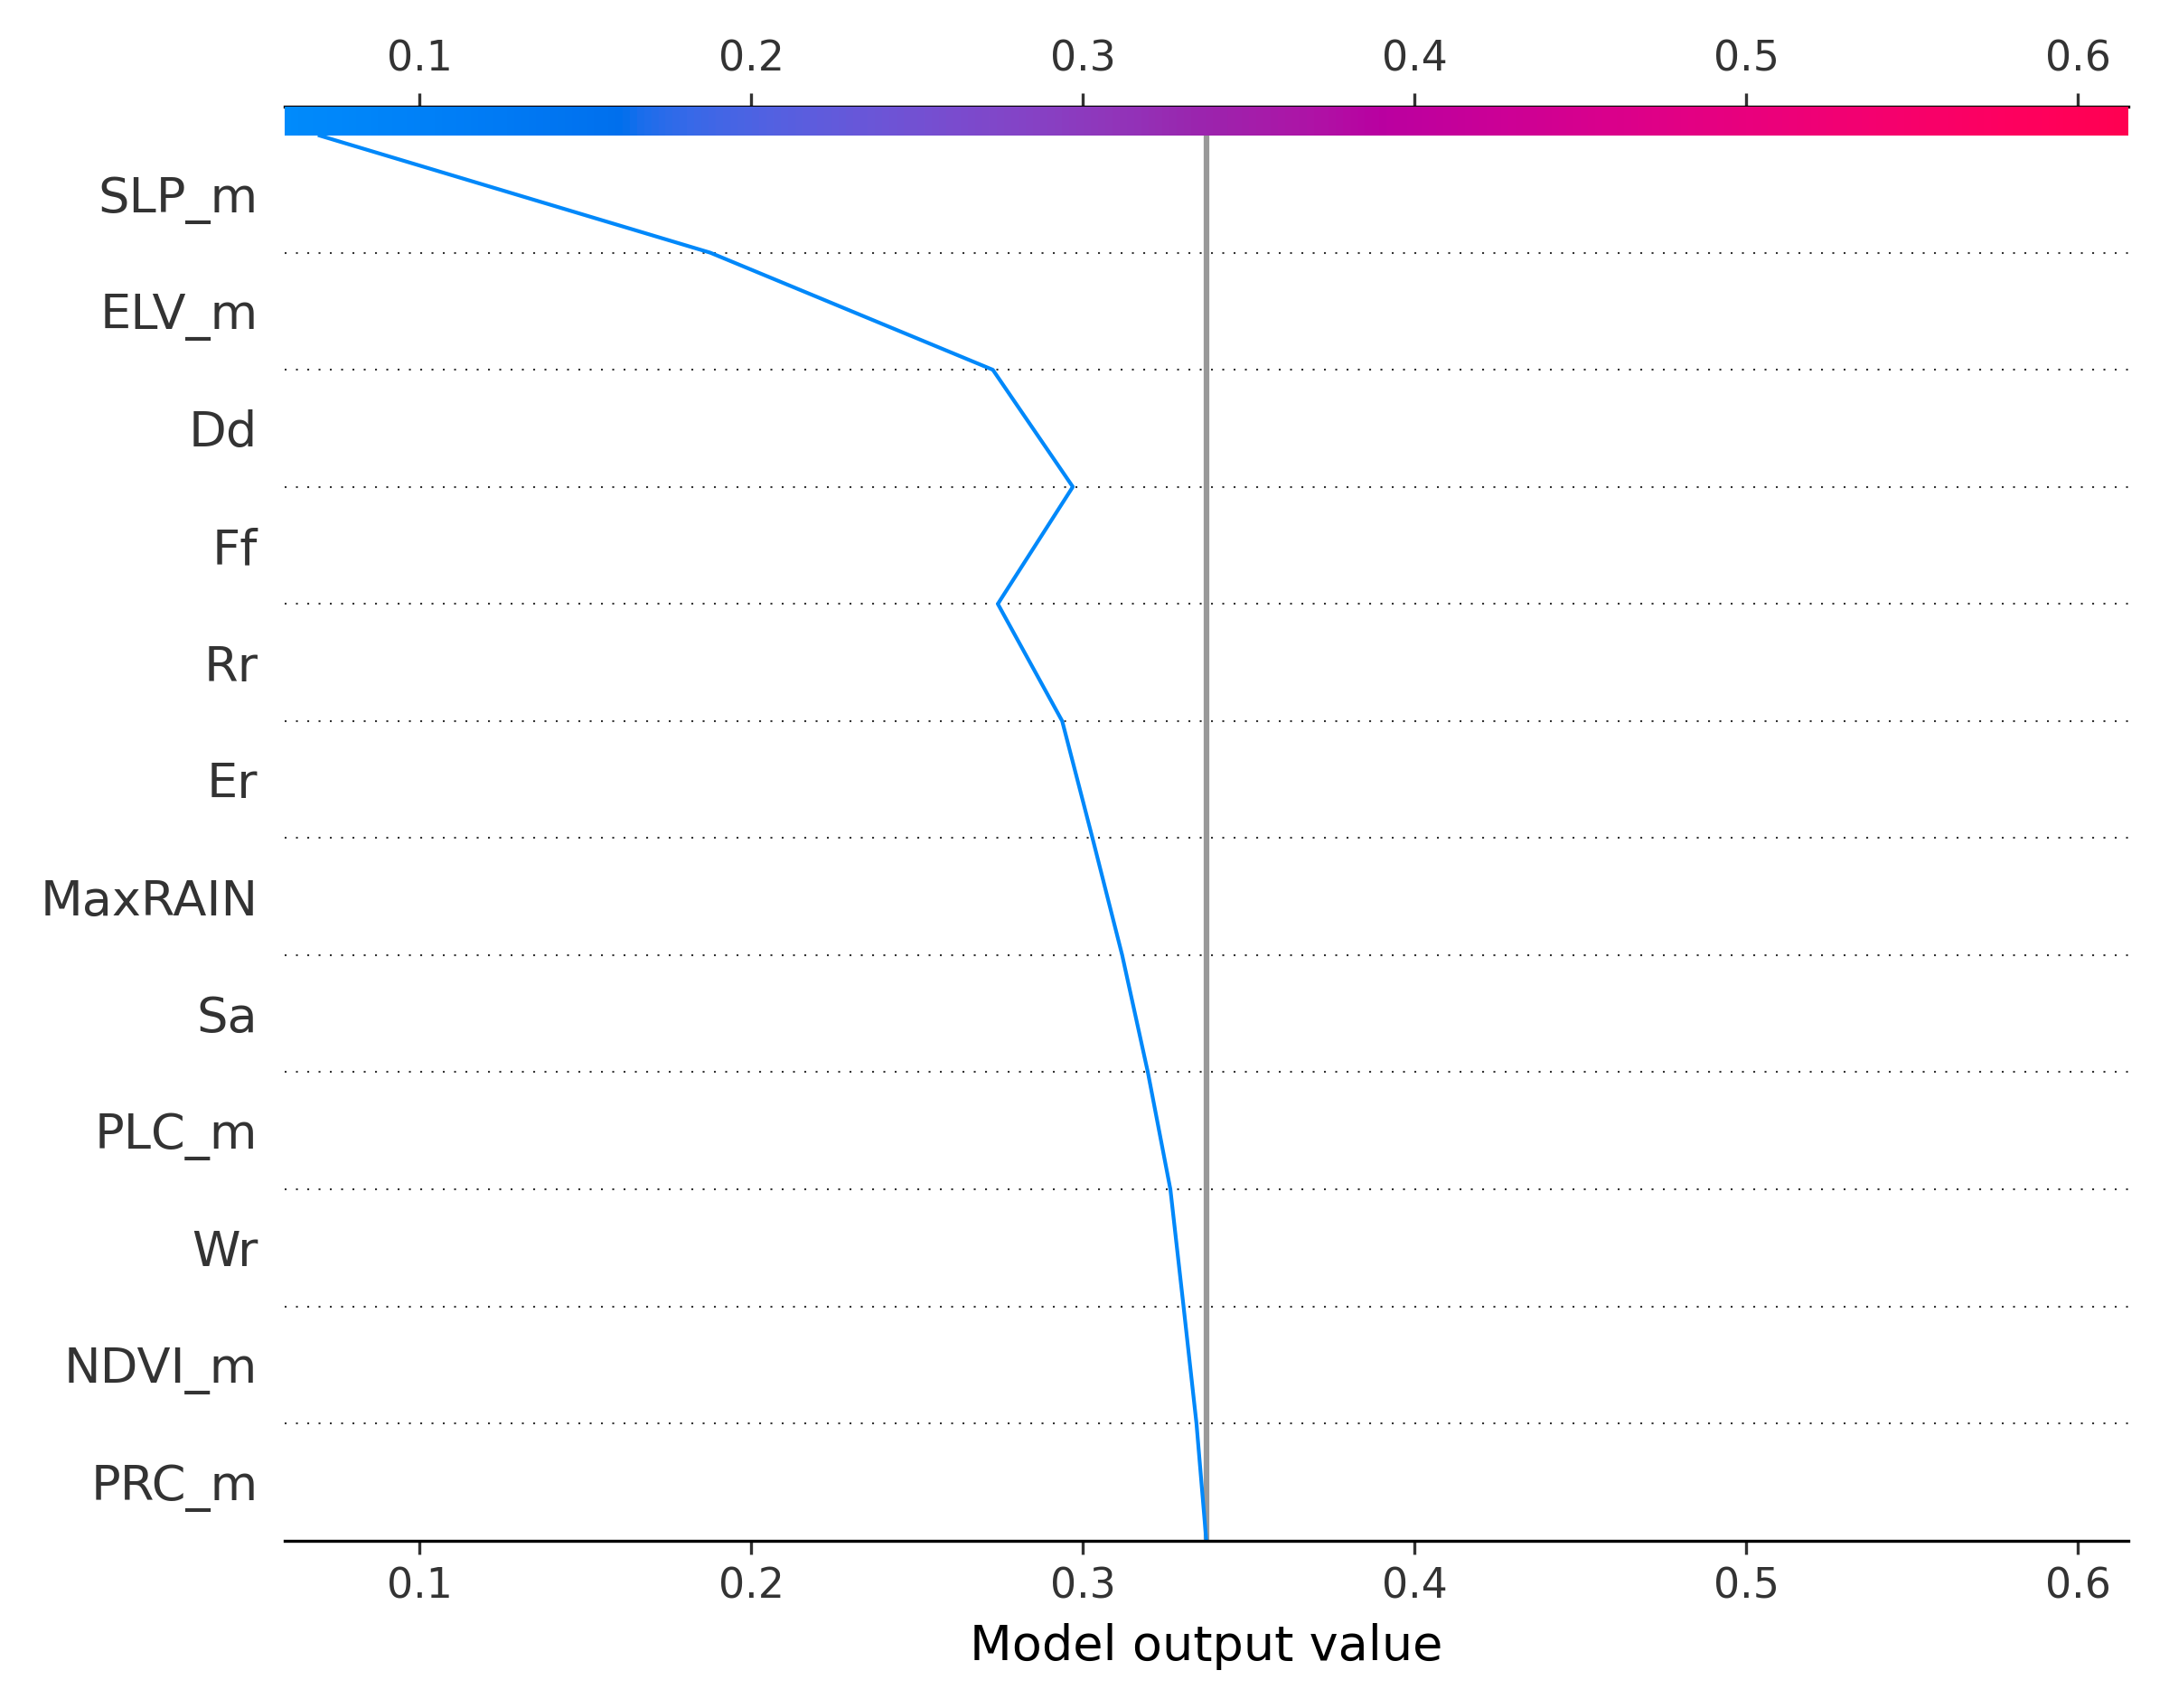 0.1 0.2 0.3 0.4 0.5 0.6
SLP_m
ELV_m
Dd
Ff
Rr
Er
MaxRAIN
Sa
PLC_m
Wr
NDVI_m
PRC_m
0.1 0.2 0.3 0.4 0.5 0.6
Model output value